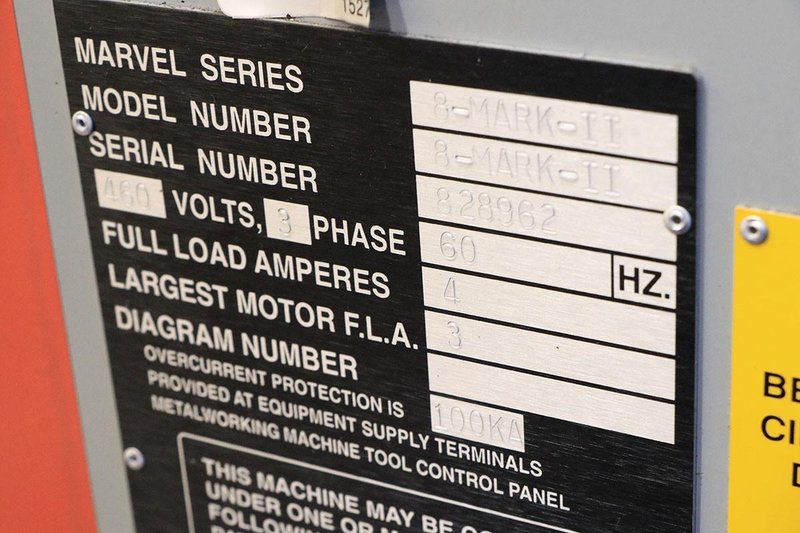 1527
MARVEL SERIES 8-MARK-II
MODEL NUMBER 8-MARK-II
SERIAL NUMBER 828962
460 VOLTS, 3 PHASE 60 HZ.
FULL LOAD AMPERES 4
LARGEST MOTOR F.L.A. 3
DIAGRAM NUMBER
OVERCURRENT PROTECTION IS 100KA
PROVIDED AT EQUIPMENT SUPPLY TERMINALS
METALWORKING MACHINE TOOL CONTROL PANEL
THIS MACHINE MAY BE
UNDER ONE OR
BE
CI